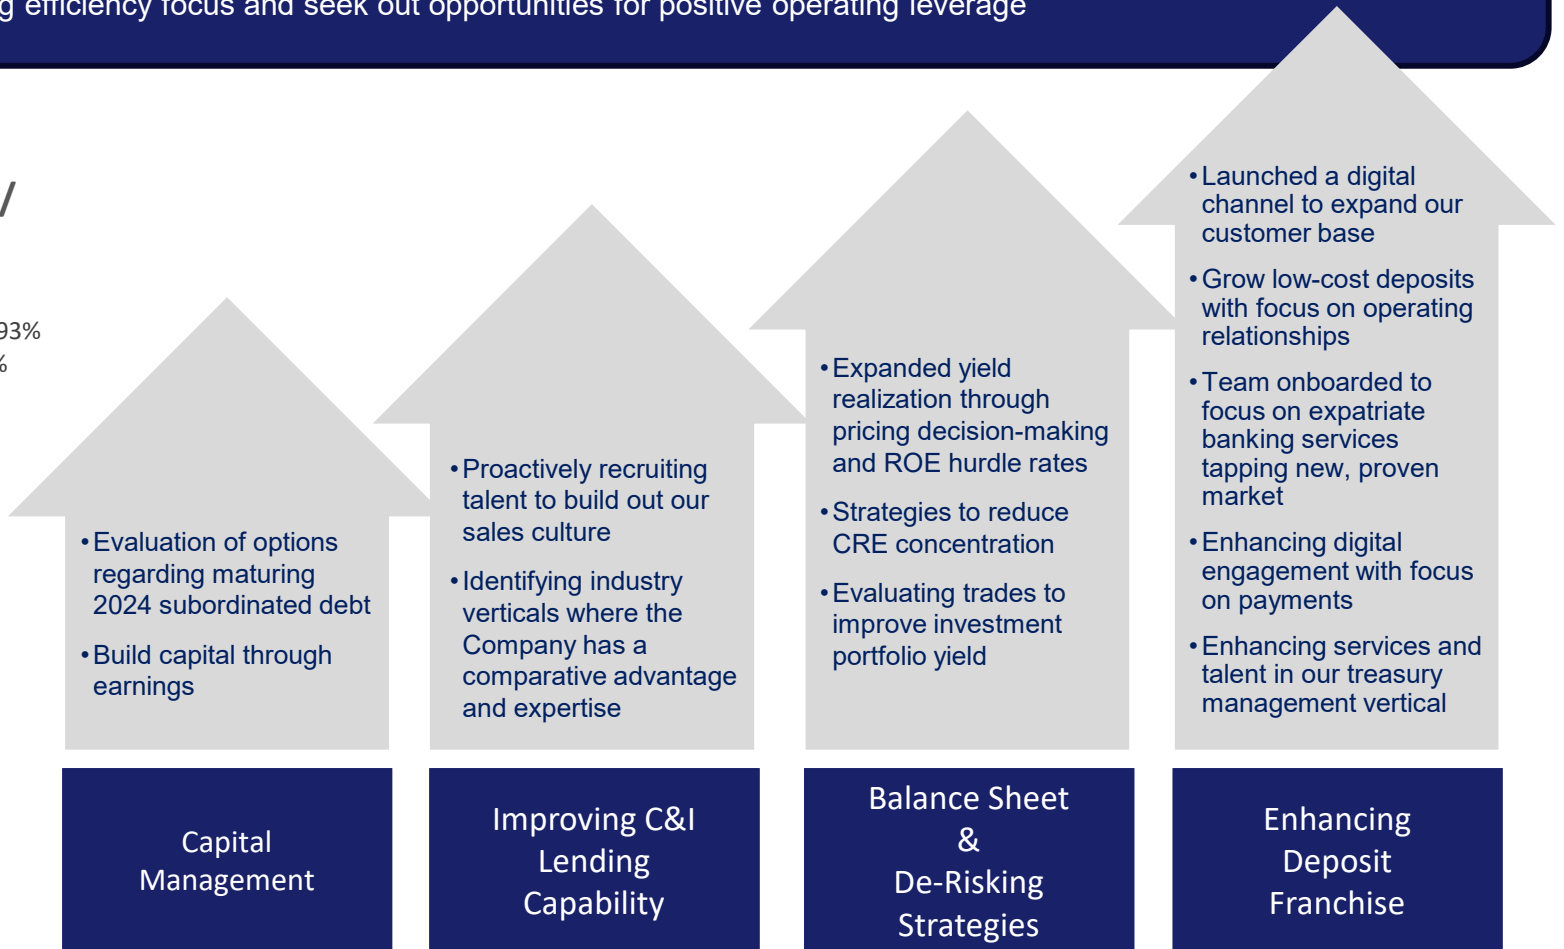 efficiency focus and seek out opportunities for positive operating leverage
93%
%
•Evaluation of options
regarding maturing
2024 subordinated debt
•Build capital through
earnings
•Proactively recruiting
talent to build out our
sales culture
•Identifying industry
verticals where the
Company has a
comparative advantage
and expertise
•Expanded yield
realization through
pricing decision-making
and ROE hurdle rates
•Strategies to reduce
CRE concentration
•Evaluating trades to
improve investment
portfolio yield
•Launched a digital
channel to expand our
customer base
•Grow low-cost deposits
with focus on operating
relationships
•Team onboarded to
focus on expatriate
banking services
tapping new, proven
market
•Enhancing digital
engagement with focus
on payments
•Enhancing services and
talent in our treasury
management vertical
Capital
Management
Improving C&I
Lending
Capability
Balance Sheet
&
De-Risking
Strategies
Enhancing
Deposit
Franchise